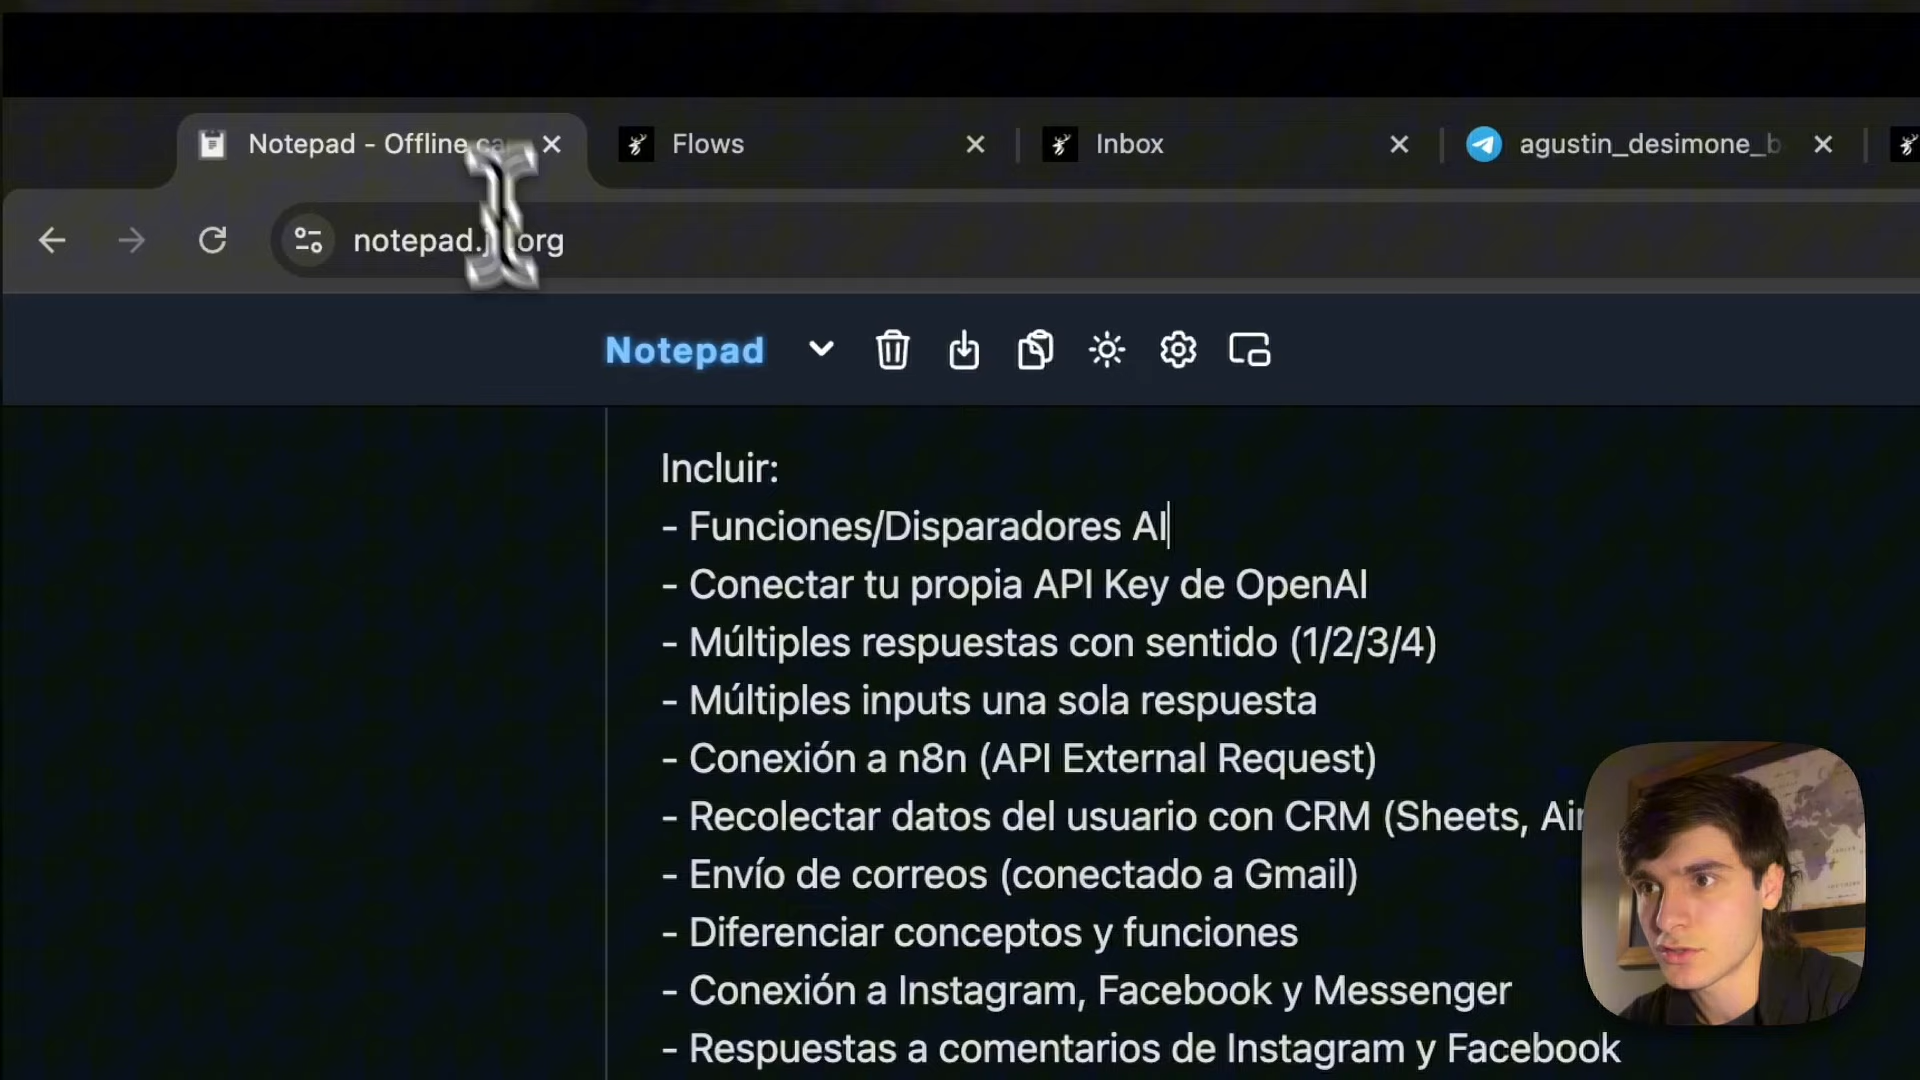 Notepad - Offline
Flows
Inbox
agustin_desimone_b
notepad. org
Notepad
Incluir:
- Funciones/Disparadores AI
- Conectar tu propia API Key de OpenAI
- Múltiples respuestas con sentido (1/2/3/4)
- Múltiples inputs una sola respuesta
- Conexión a n8n (API External Request)
- Recolectar datos del usuario con CRM (Sheets,
- Envío de correos (conectado a Gmail)
- Diferenciar conceptos y funciones
- Conexión a Instagram, Facebook y Messenger
- Respuestas a comentarios de Instagram y Facebook